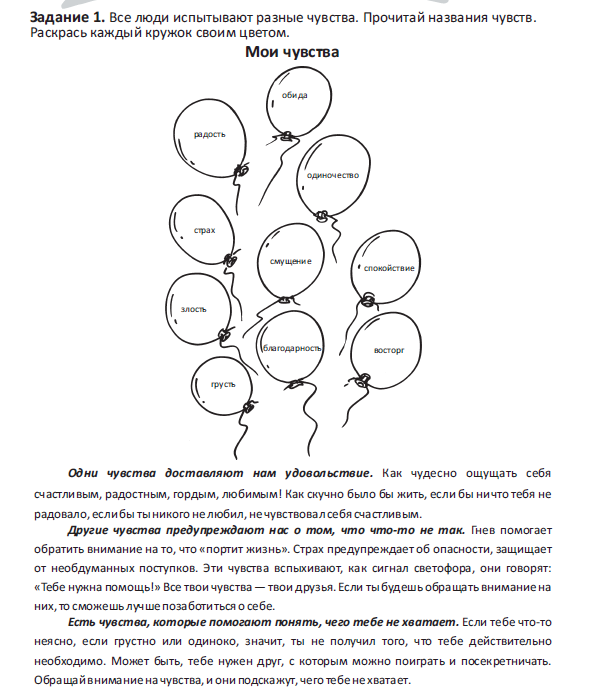 Задание 1. Все люди испытывают разные чувства. Прочитай названия чувств.
Раскрась каждый кружок своим цветом.
Мои чувства
обида
радость
одиночество
страх
смущение
спокойствие
злость
благодарность
восторг
грусть
Одни чувства доставляют нам удовольствие. Как чудесно ощущать себя
счастливым, радостным, гордым, любимым! Как скучно было бы жить, если бы ничто тебя не
радовало, если бы ты никого не любил, не чувствовал себя счастливым.
Другие чувства предупреждают нас о том, что что-то не так. Гнев помогает
обратить внимание на то, что «портит жизнь». Страх предупреждает об опасности, защищает
от необдуманных поступков. Эти чувства вспыхивают, как сигнал светофора, они говорят:
«Тебе нужна помощь!» Все твои чувства — твои друзья. Если ты будешь обращать внимание на
них, то сможешь лучше позаботиться о себе.
Есть чувства, которые помогают понять, чего тебе не хватает. Если тебе что-то
неясно, если грустно или одиноко, значит, ты не получил того, что тебе действительно
необходимо. Может быть, тебе нужен друг, с которым можно поиграть и посекретничать.
Обращай внимание на чувства, и они подскажут, чего тебе не хватает.